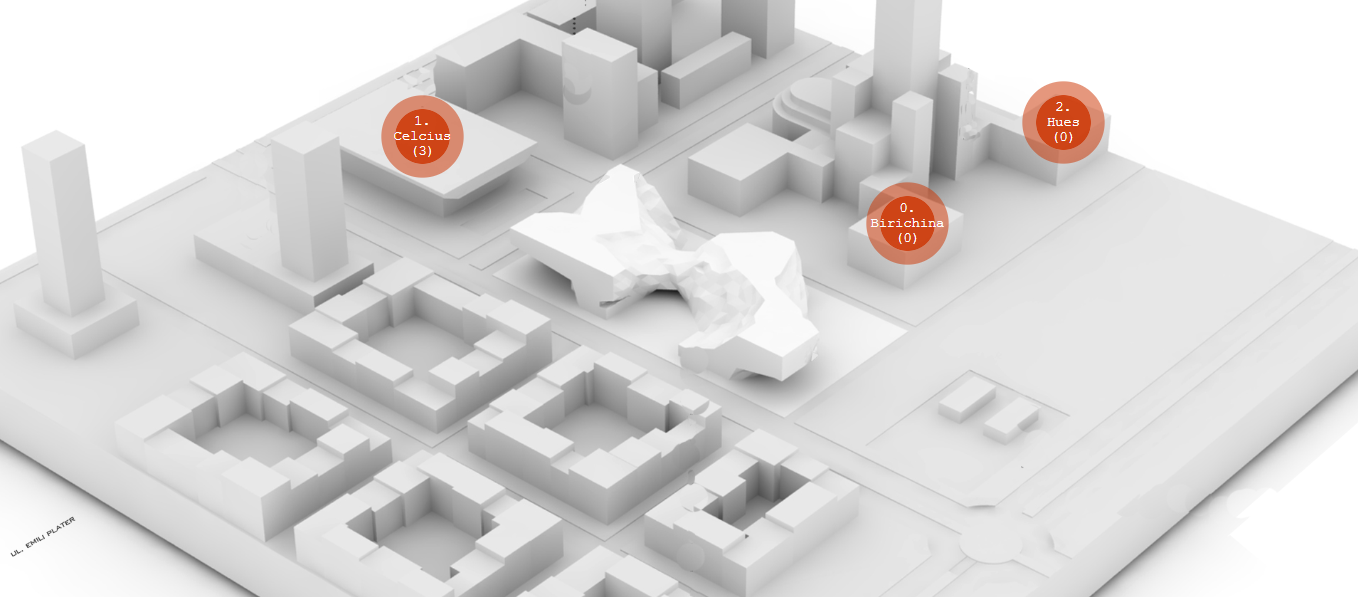 1.
Celcius
(3)
2.
Hues
(0)
0.
Birichina
(0)
UL. EMILI PLATER